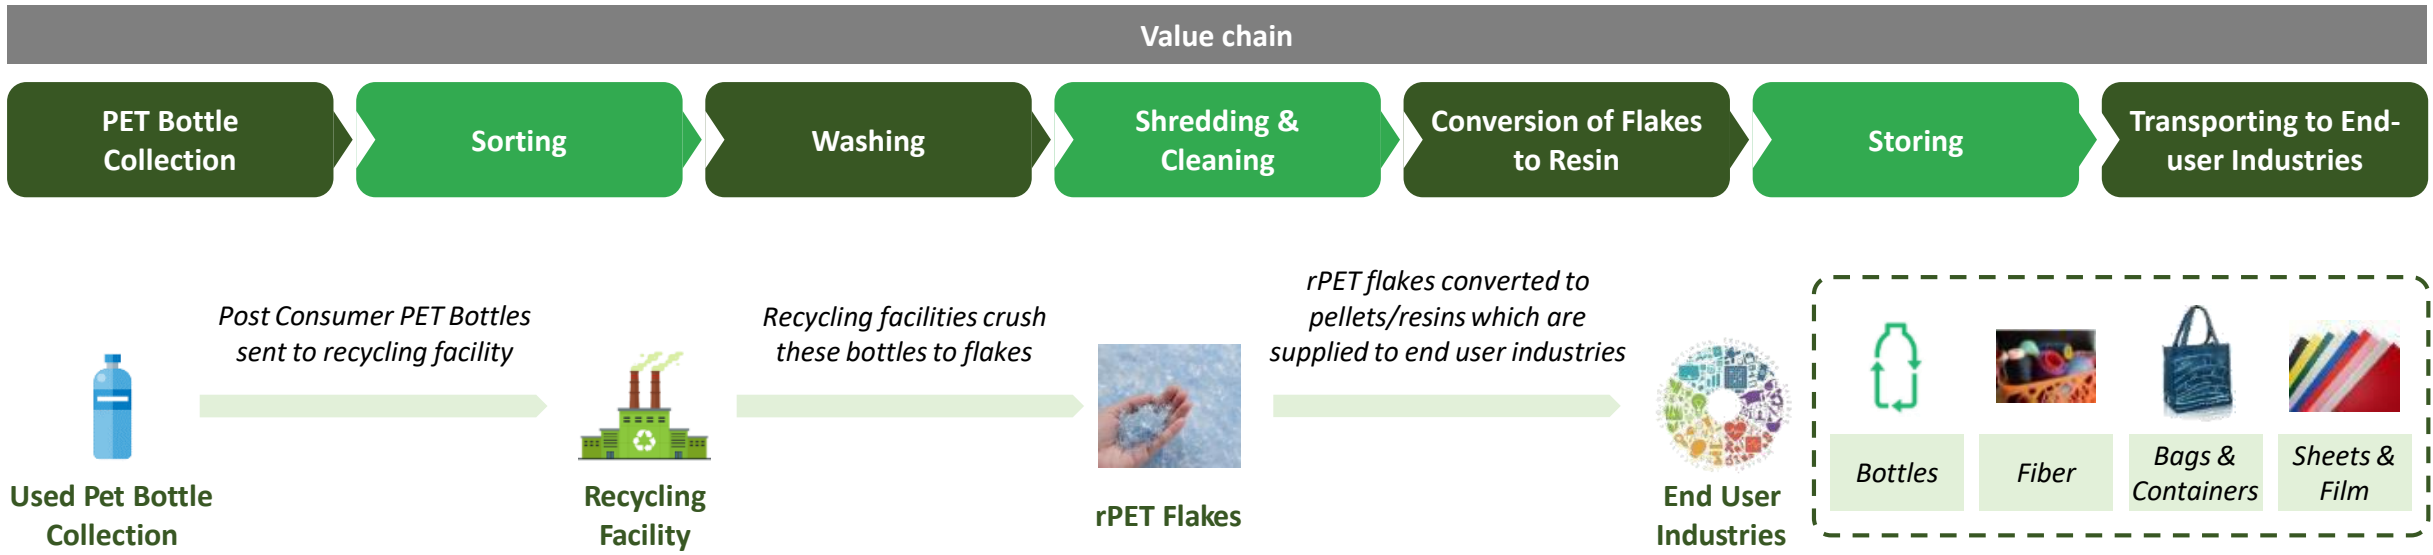 Value chain
PET Bottle
Collection
Sorting
Washing
Shredding &
Cleaning
Conversion of Flakes
to Resin
Storing
Transporting to End-
user Industries
Post Consumer PET Bottles
sent to recycling facility
Recycling facilities crush
these bottles to flakes
rPET flakes converted to
pellets/resins which are
supplied to end user industries
Used Pet Bottle
Collection
Recycling
Facility
rPET Flakes
End User
Industries
Bottles
Fiber
Bags &
Containers
Sheets &
Film